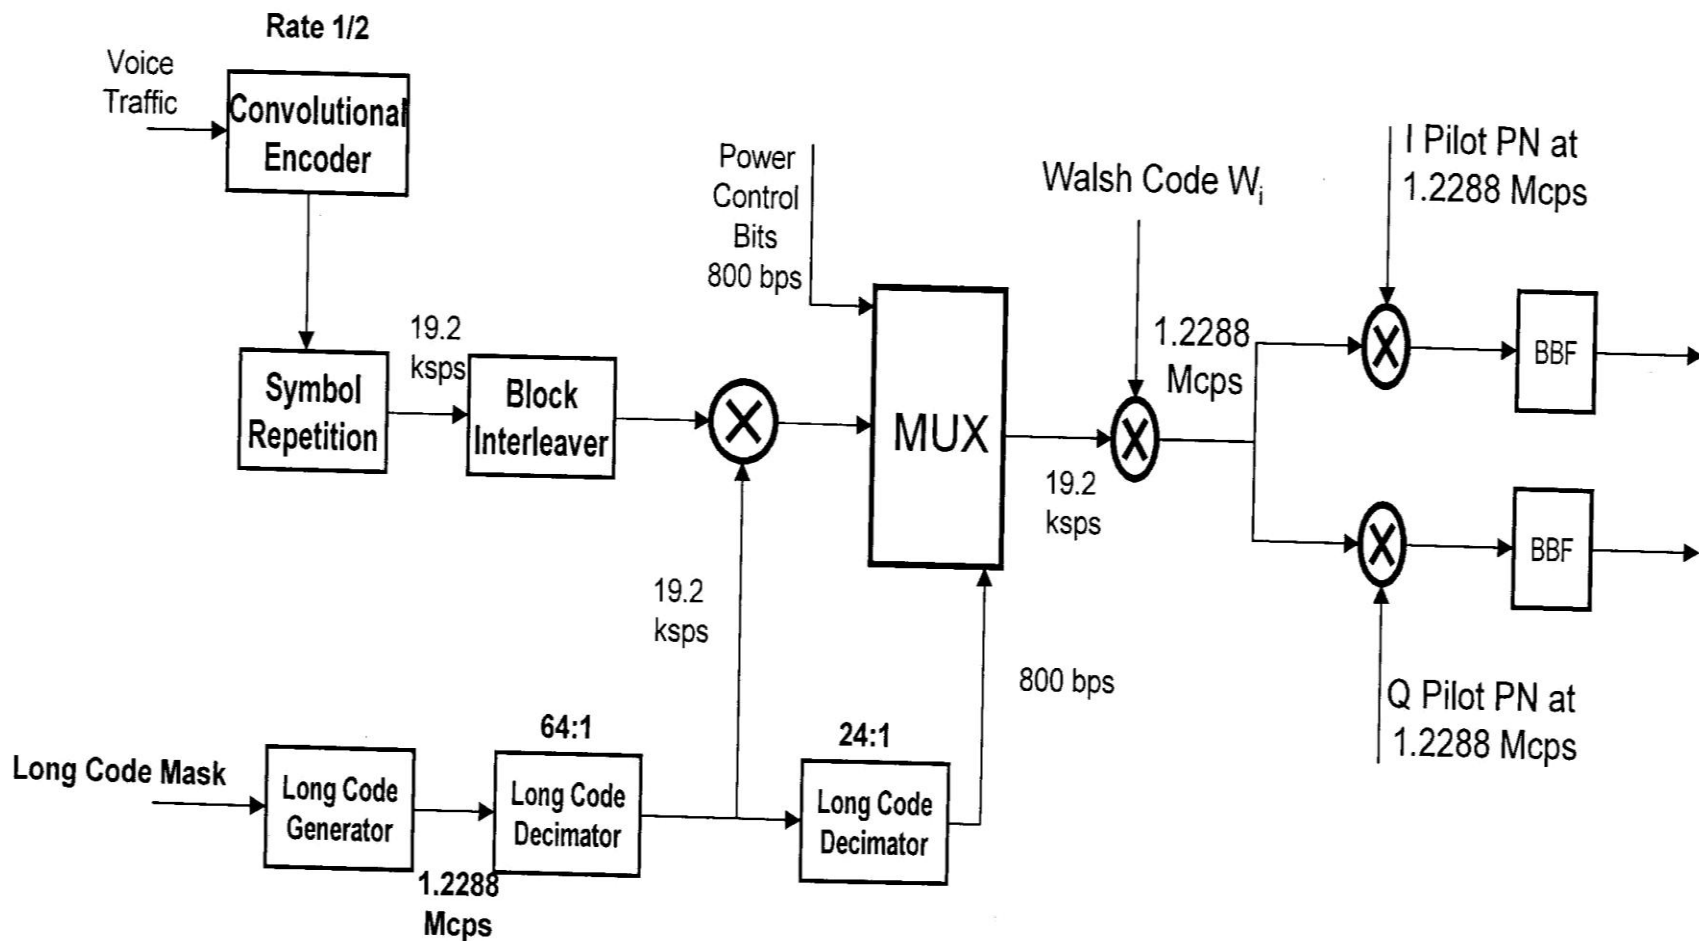 Rate 1/2
Voice
Traffic
Convolutional
Encoder
Power
Control
Bits
800 bps
Walsh Code Wi
I Pilot PN at
1.2288 Mcps
19.2
ksps
Symbol
Repetition
Block
Interleaver
MUX
1.2288
Mcps
BBF
19.2
ksps
BBF
19.2
ksps
800 bps
Q Pilot PN at
1.2288 Mcps
Long Code Mask
Long Code
Generator
1.2288
Mcps
64:1
Long Code
Decimator
24:1
Long Code
Decimator